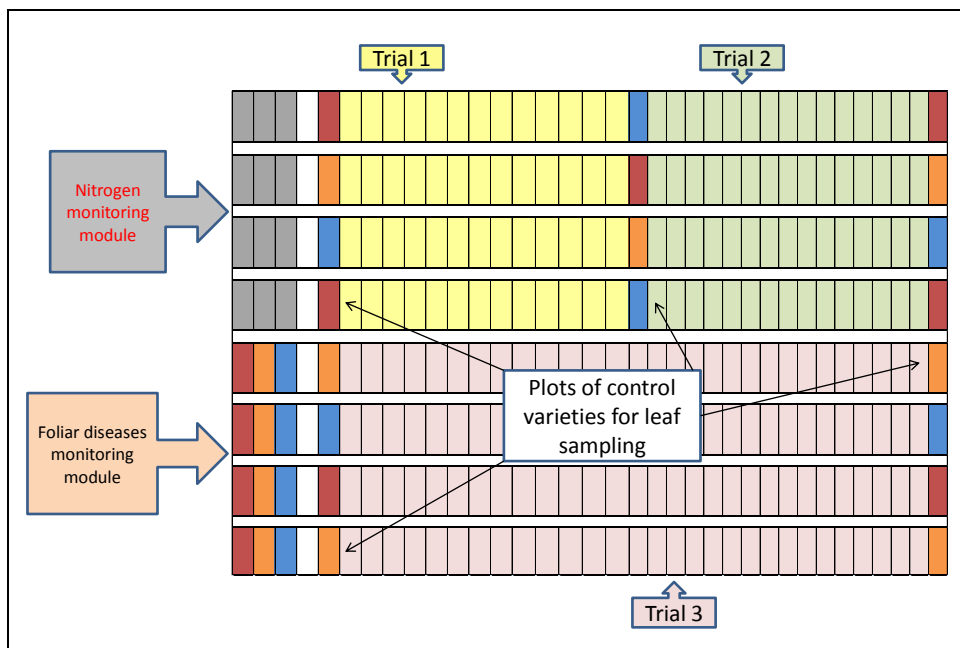 Trial 1
Trial 2
Nitrogen
monitoring
module
Plots of control
varieties for leaf
sampling
Foliar diseases
monitoring
module
Trial 3